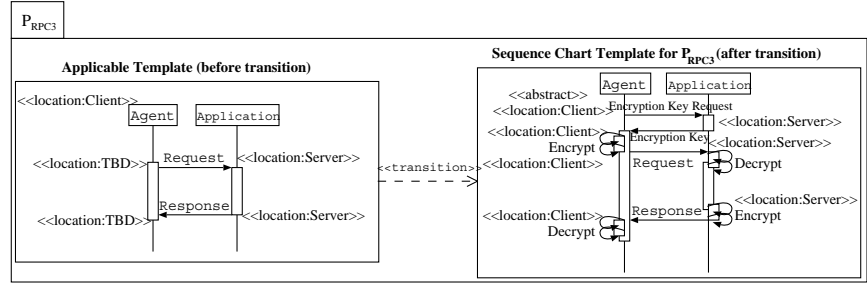 P_RPC3
Applicable Template (before transition)
<<location:Client>>
Agent
Application
<<location:TBD>>
Request
<<location:Server>>
<<location:TBD>>
Response
<<location:Server>>
<<transition>>
Sequence Chart Template for P_RPC3 (after transition)
Agent
Application
<<abstract>>
<<location:Client>>
Encryption Key Request
<<location:Server>>
<<location:Client>>
Encryption Key
Encrypt
<<location:Server>>
<<location:Client>>
Request
Decrypt
<<location:Server>>
<<location:Client>>
Response
Encrypt
Decrypt